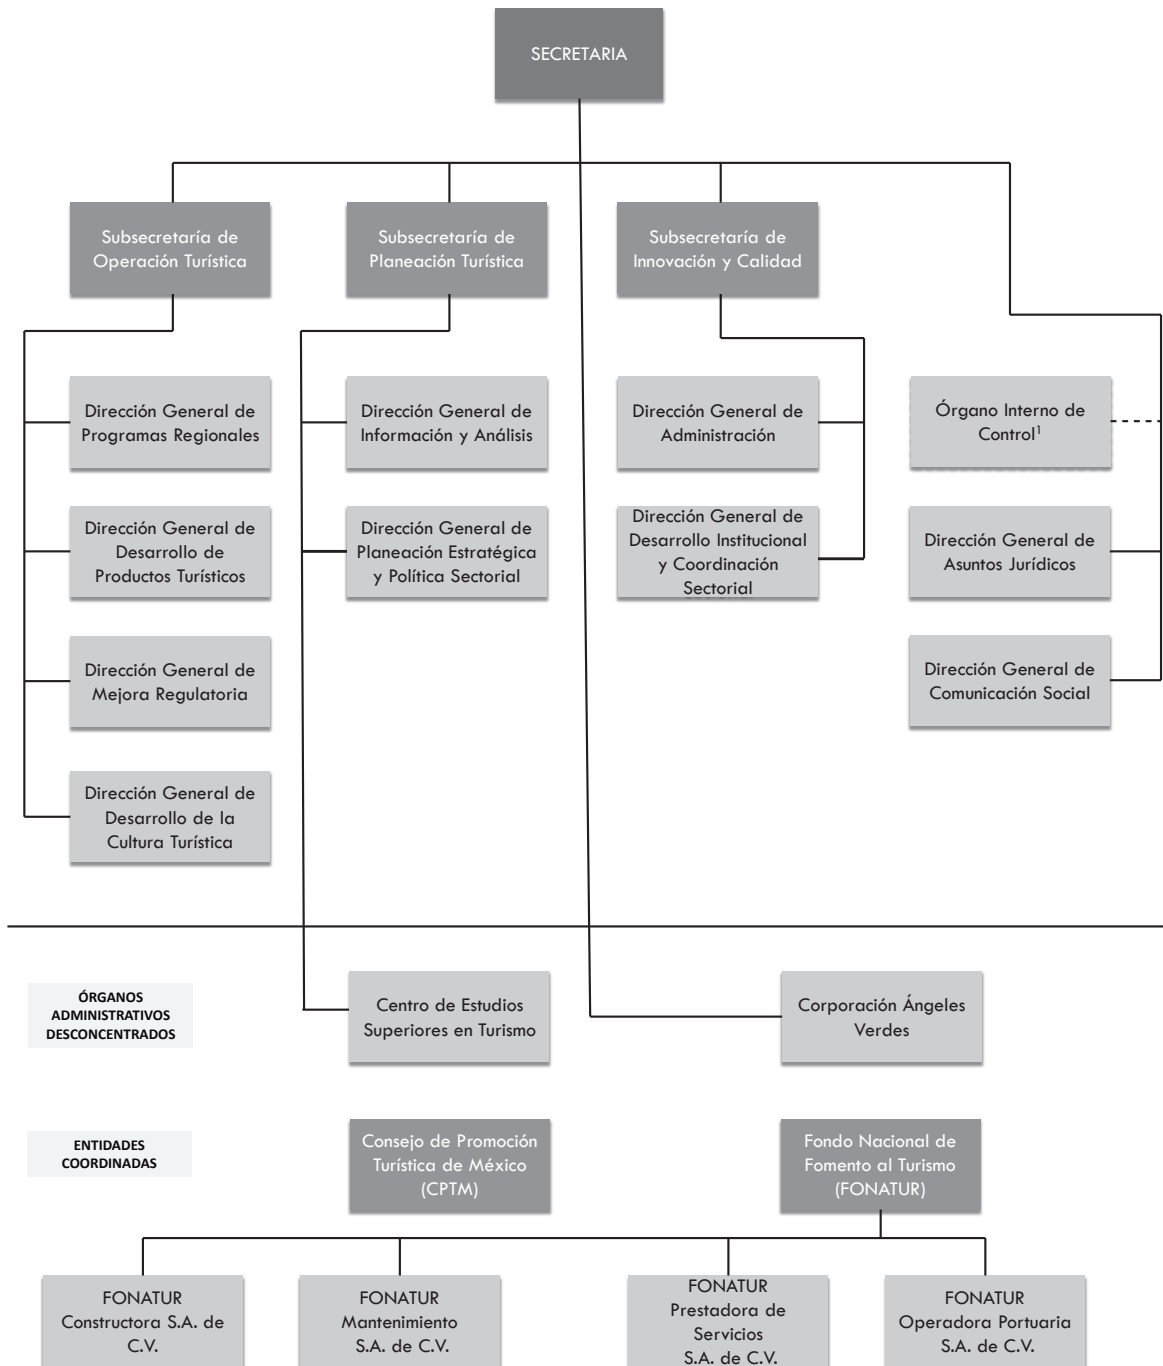 SECRETARIA
Subsecretaría de
Operación Turística
Subsecretaría de
Planeación Turística
Subsecretaría de
Innovación y Calidad
Dirección General de
Programas Regionales
Dirección General de
Información y Análisis
Dirección General de
Administración
Órgano Interno de
Control¹
Dirección General de
Desarrollo de
Productos Turísticos
Dirección General de
Planeación Estratégica
y Política Sectorial
Dirección General de
Desarrollo Institucional
y Coordinación
Sectorial
Dirección General de
Asuntos Jurídicos
Dirección General de
Mejora Regulatoria
Dirección General de
Comunicación Social
Dirección General de
Desarrollo de la
Cultura Turística
ÓRGANOS
ADMINISTRATIVOS
DESCONCENTRADOS
Centro de Estudios
Superiores en Turismo
Corporación Ángeles
Verdes
ENTIDADES
COORDINADAS
Consejo de Promoción
Turística de México
(CPTM)
Fondo Nacional de
Fomento al Turismo
(FONATUR)
FONATUR
Constructora S.A. de
C.V.
FONATUR
Mantenimiento
S.A. de C.V.
FONATUR
Prestadora de
Servicios
S.A. de C.V.
FONATUR
Operadora Portuaria
S.A. de C.V.